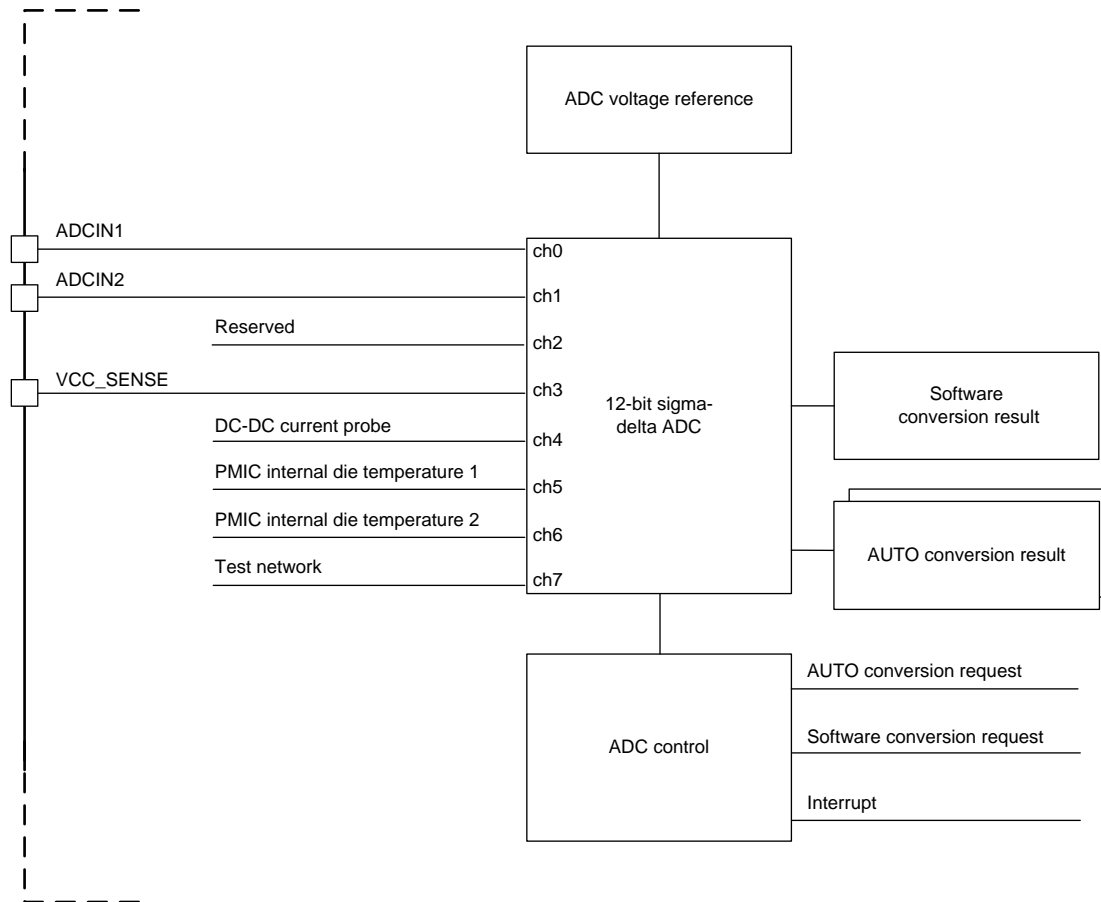 ADC voltage reference
ADCIN1
ch0
ADCIN2
ch1
Reserved
ch2
VCC_SENSE
ch3
DC-DC current probe
ch4
PMIC internal die temperature 1
ch5
PMIC internal die temperature 2
ch6
Test network
ch7
12-bit sigma-
delta ADC
Software
conversion result
AUTO conversion result
ADC control
AUTO conversion request
Software conversion request
Interrupt